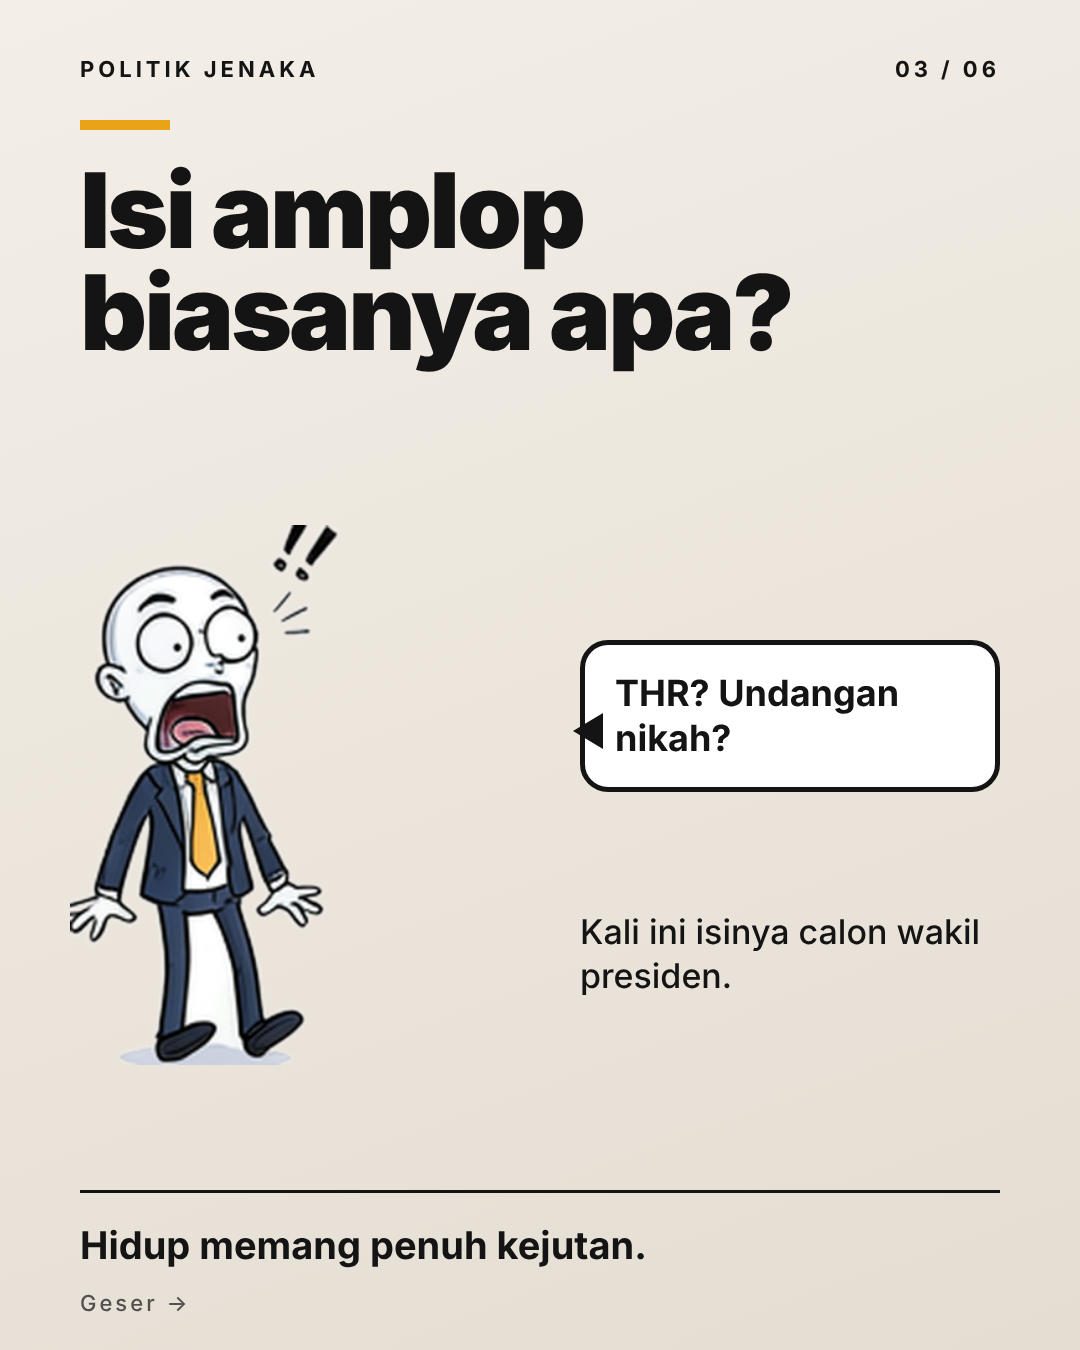 POLITIK JENAKA
03 / 06
Isi amplop
biasanya apa?
!!
THR? Undangan
nikah?
Kali ini isinya calon wakil
presiden.
Hidup memang penuh kejutan.
Geser →